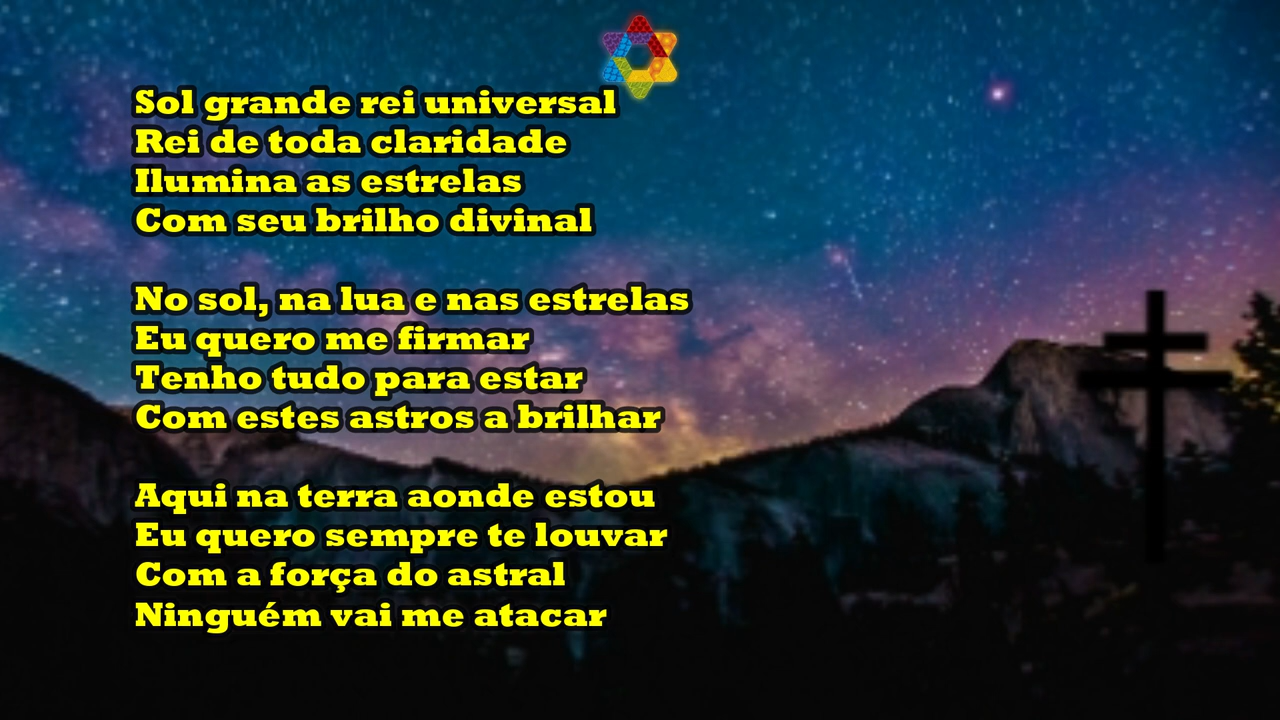 Sol grande rei universal
Rei de toda claridade
Ilumina as estrelas
Com seu brilho divinal
No sol, na lua e nas estrelas
Eu quero me firmar
Tenho tudo para estar
Com estes astros a brilhar
Aqui na terra aonde estou
Eu quero sempre te louvar
Com a força do astral
Ninguém vai me atacar